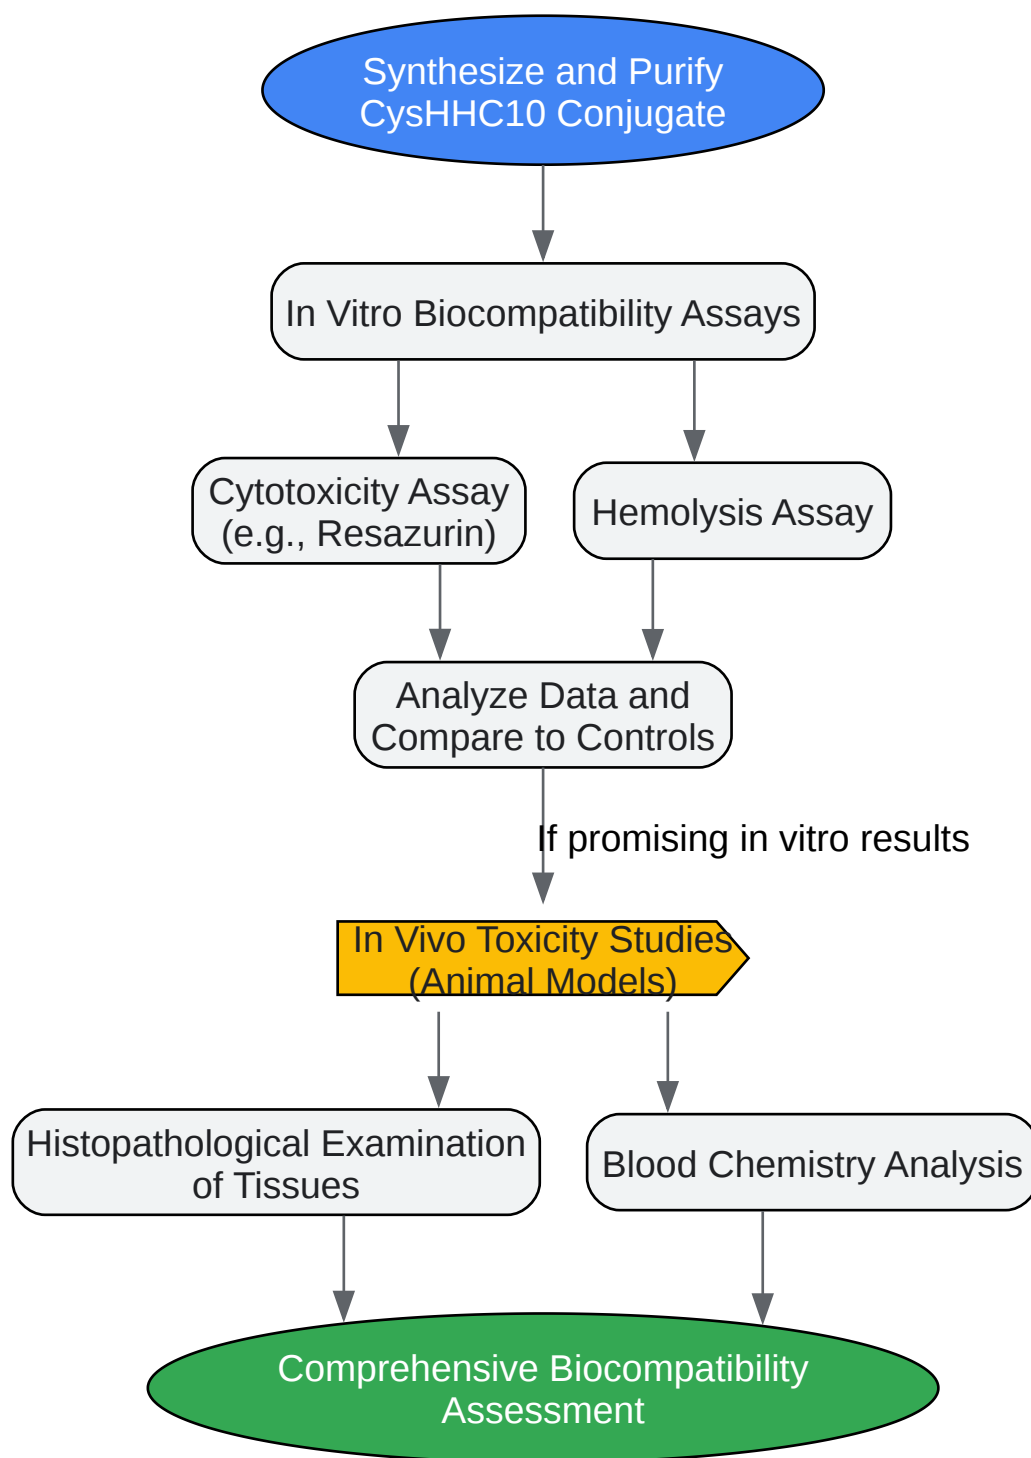 Synthesize and Purify
CysHHC10 Conjugate
In Vitro Biocompatibility Assays
Cytotoxicity Assay
(e.g., Resazurin)
Hemolysis Assay
Analyze Data and
Compare to Controls
If promising in vitro results
In Vivo Toxicity Studies
(Animal Models)
Histopathological Examination
of Tissues
Blood Chemistry Analysis
Comprehensive Biocompatibility
Assessment